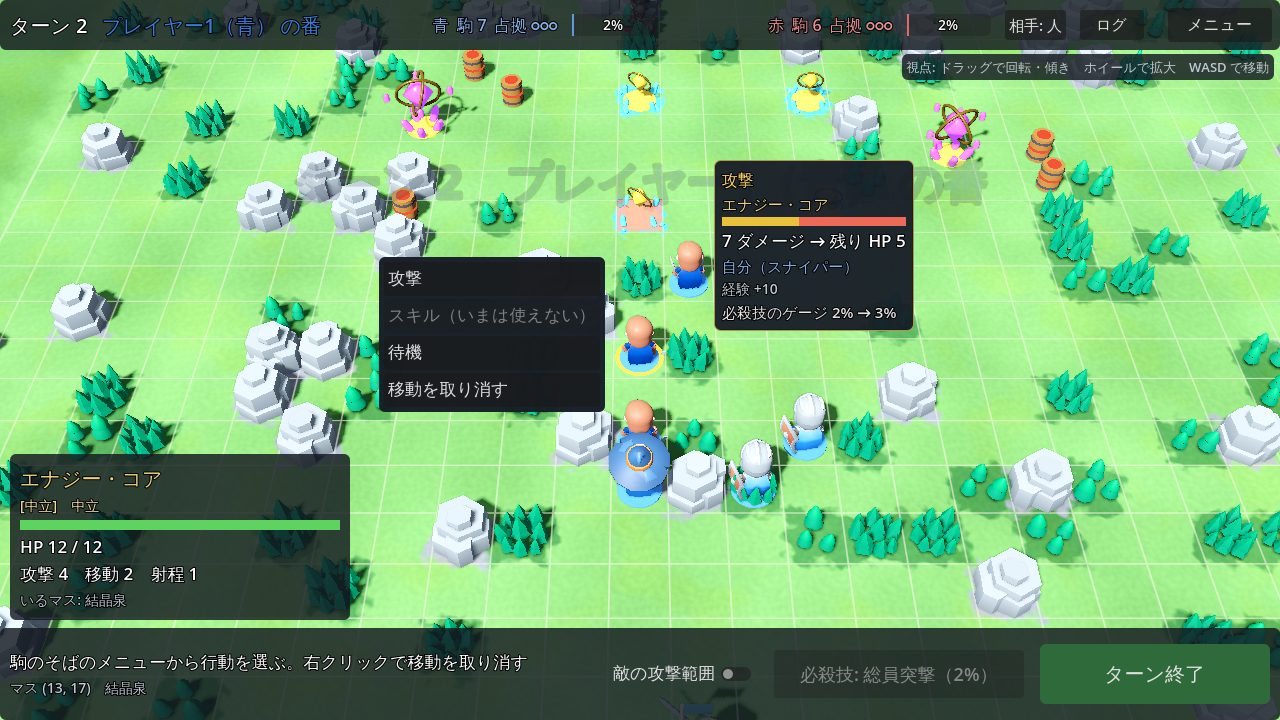 ターン 2 プレイヤー1（青）の番 青 駒 7 占拠 ○○○ 2% 赤 駒 6 占拠 ○○○ 2% 相手: 人 ログ メニュー
視点: ドラッグで回転・傾き ホイールで拡大 WASD で移動
攻撃
エナジー・コア
7 ダメージ → 残り HP 5
自分（スナイパー）
経験 +10
必殺技のゲージ 2% → 3%
攻撃
スキル（いまは使えない）
待機
移動を取り消す
エナジー・コア
[中立] 中立
HP 12 / 12
攻撃 4 移動 2 射程 1
いるマス: 結晶泉
駒のそばのメニューから行動を選ぶ。右クリックで移動を取り消す
マス (13, 17) 結晶泉
敵の攻撃範囲
必殺技: 総員突撃（2%）
ターン終了